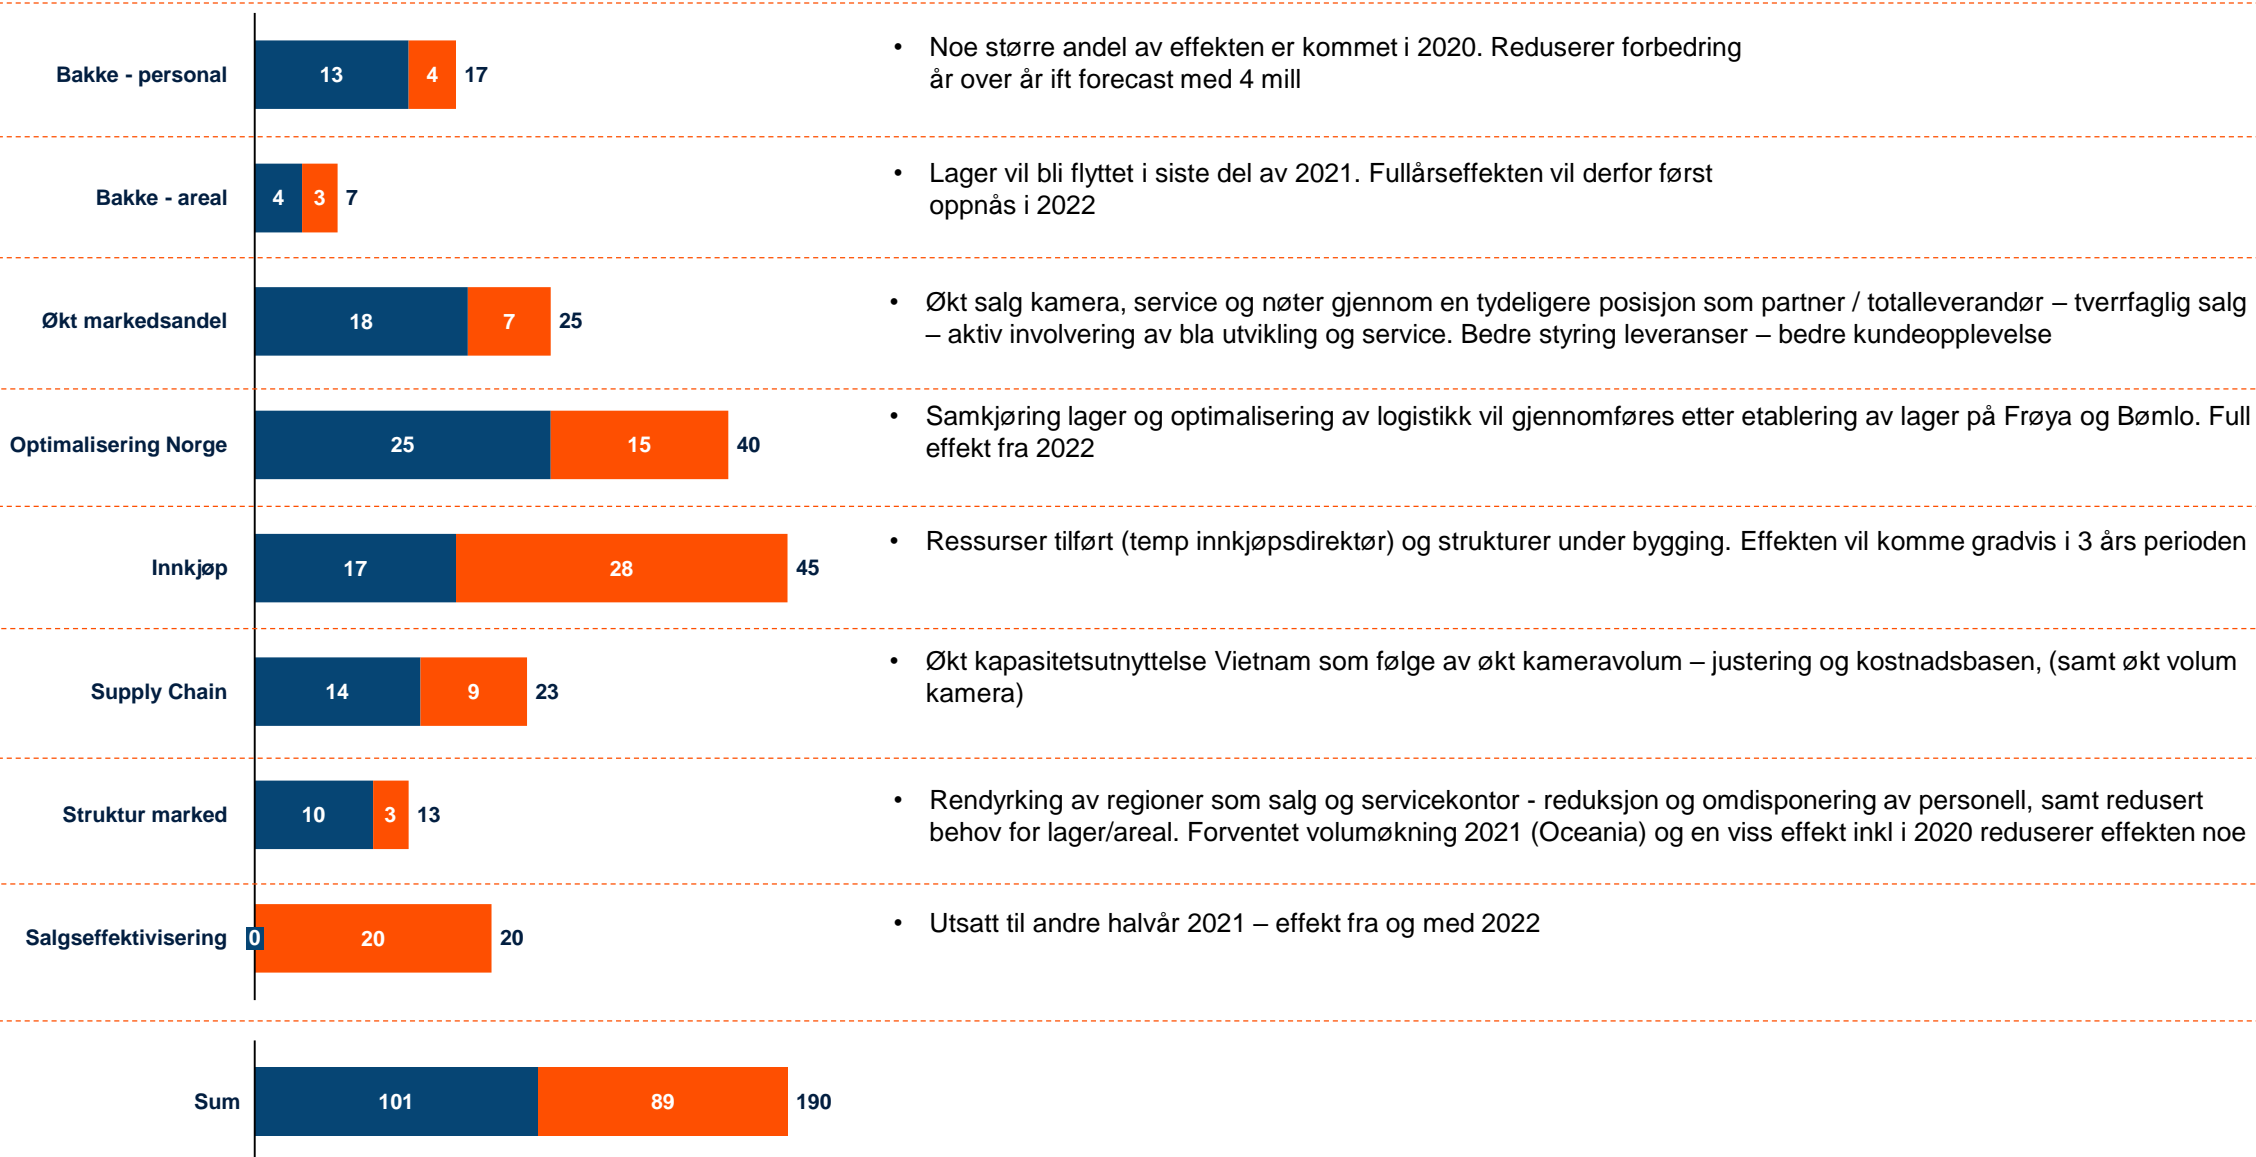 Bakke - personal
13
4
17
• Noe større andel av effekten er kommet i 2020. Reduserer forbedring
år over år ift forecast med 4 mill
Bakke - areal
4
3
7
• Lager vil bli flyttet i siste del av 2021. Fullårseffekten vil derfor først
oppnås i 2022
Økt markedsandel
18
7
25
• Økt salg kamera, service og nøter gjennom en tydeligere posisjon som partner / totalleverandør – tverrfaglig salg
– aktiv involvering av bla utvikling og service. Bedre styring leveranser – bedre kundeopplevelse
Optimalisering Norge
25
15
40
• Samkjøring lager og optimalisering av logistikk vil gjennomføres etter etablering av lager på Frøya og Bømlo. Full
effekt fra 2022
Innkjøp
17
28
45
• Ressurser tilført (temp innkjøpsdirektør) og strukturer under bygging. Effekten vil komme gradvis i 3 års perioden
Supply Chain
14
9
23
• Økt kapasitetsutnyttelse Vietnam som følge av økt kameravolum – justering og kostnadsbasen, (samt økt volum
kamera)
Struktur marked
10
3
13
• Rendyrking av regioner som salg og servicekontor - reduksjon og omdisponering av personell, samt redusert
behov for lager/areal. Forventet volumøkning 2021 (Oceania) og en viss effekt inkl i 2020 reduserer effekten noe
Salgseffektivisering
0
20
20
• Utsatt til andre halvår 2021 – effekt fra og med 2022
Sum
101
89
190